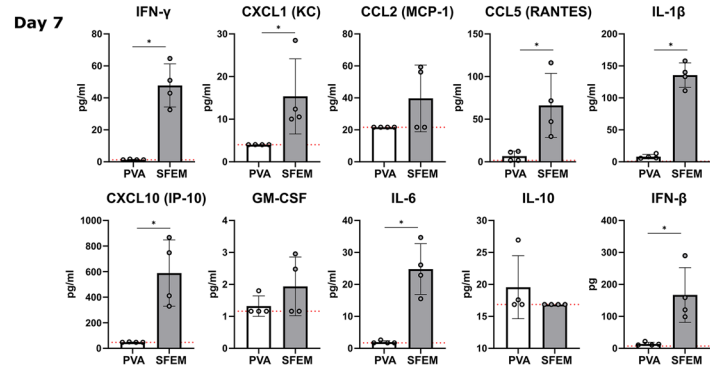 Day 7
IFN-γ
CXCL1 (KC)
CCL2 (MCP-1)
CCL5 (RANTES)
IL-1β
pg/ml
80
60
40
20
0
*
PVA SFEM
pg/ml
30
20
10
0
*
PVA SFEM
pg/ml
80
60
40
20
0
PVA SFEM
pg/ml
150
100
50
0
*
PVA SFEM
pg/ml
200
150
100
50
0
*
PVA SFEM
CXCL10 (IP-10)
GM-CSF
IL-6
IL-10
IFN-β
pg/ml
1000
800
600
400
200
0
*
PVA SFEM
pg/ml
4
3
2
1
0
PVA SFEM
pg/ml
40
30
20
10
0
*
PVA SFEM
pg/ml
30
25
20
15
10
PVA SFEM
pg
400
300
200
100
0
*
PVA SFEM